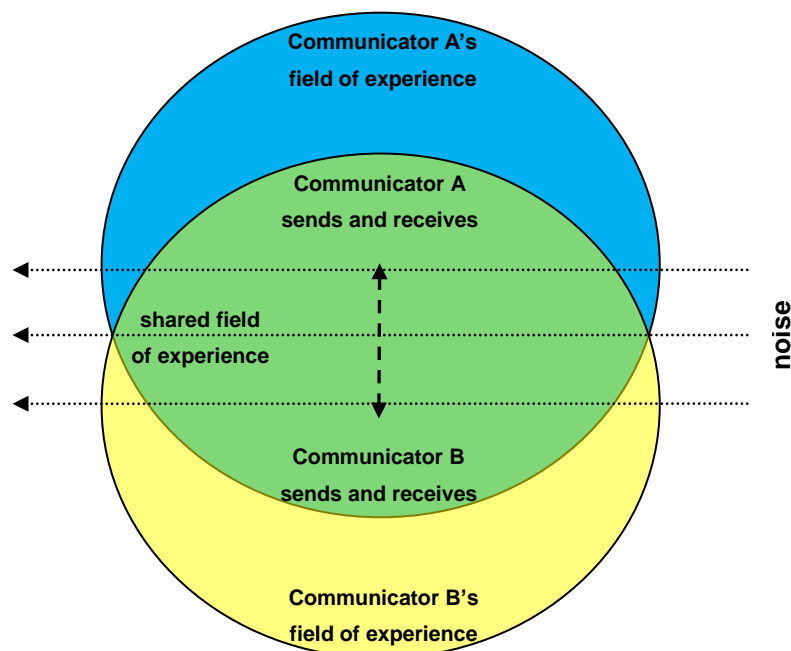 Communicator A’s
field of experience
Communicator A
sends and receives
shared field
of experience
noise
Communicator B
sends and receives
Communicator B’s
field of experience